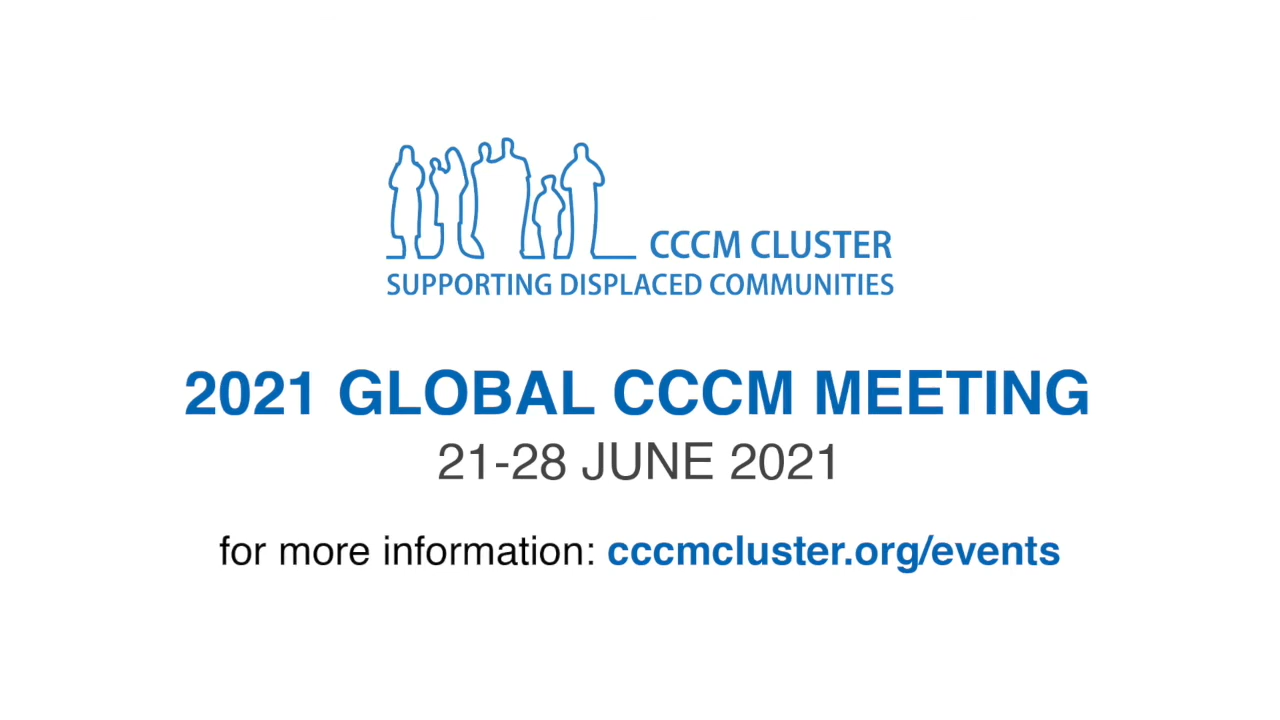 CCCM CLUSTER
SUPPORTING DISPLACED COMMUNITIES
2021 GLOBAL CCCM MEETING
21-28 JUNE 2021
for more information: cccmcluster.org/events